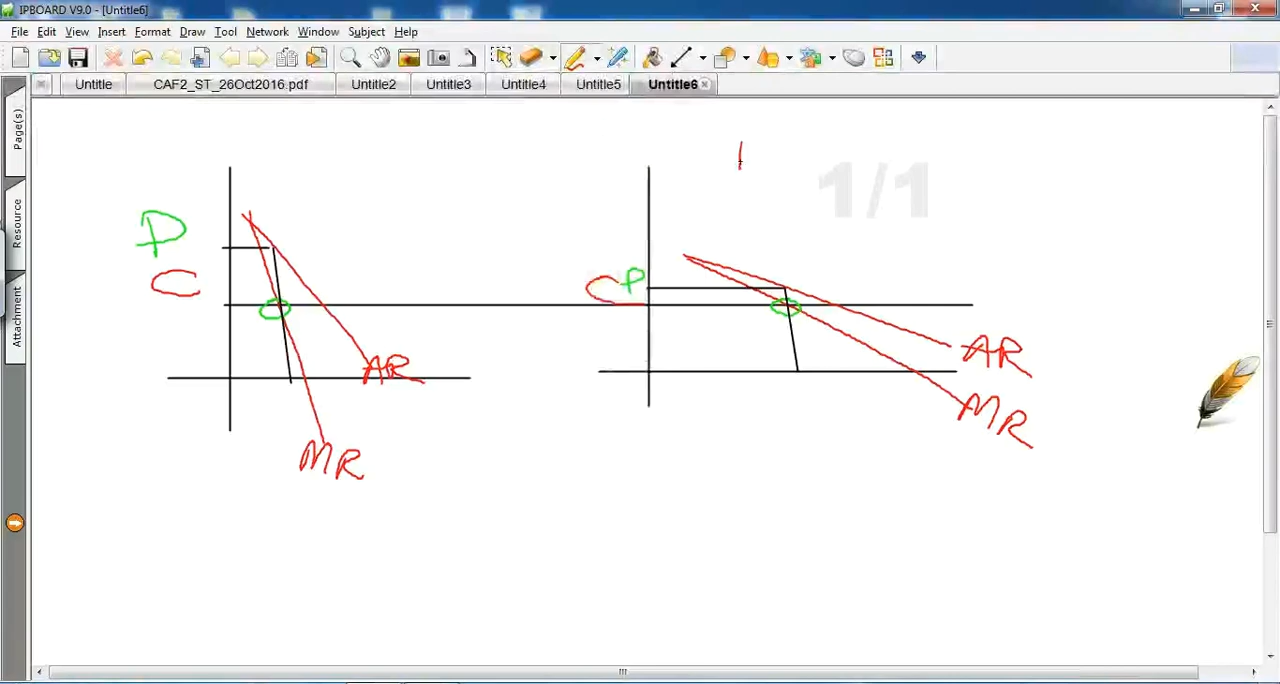 IPBOARD V9.0 - [Untitle6]
File Edit View Insert Format Draw Tool Network Window Subject Help
Untitle CAF2_ST_26Oct2016.pdf Untitle2 Untitle3 Untitle4 Untitle5 Untitle6
Page(s)
Resource
Attachment
1/1
P
C
AR
MR
C P
AR
MR